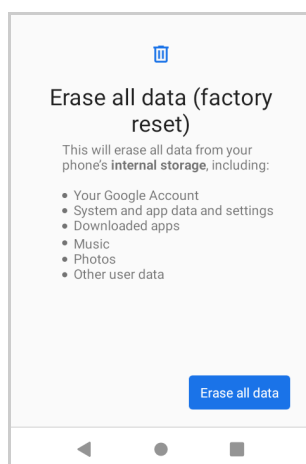 Erase all data (factory
reset)
This will erase all data from your
phone's internal storage, including:
• Your Google Account
• System and app data and settings
• Downloaded apps
• Music
• Photos
• Other user data
Erase all data